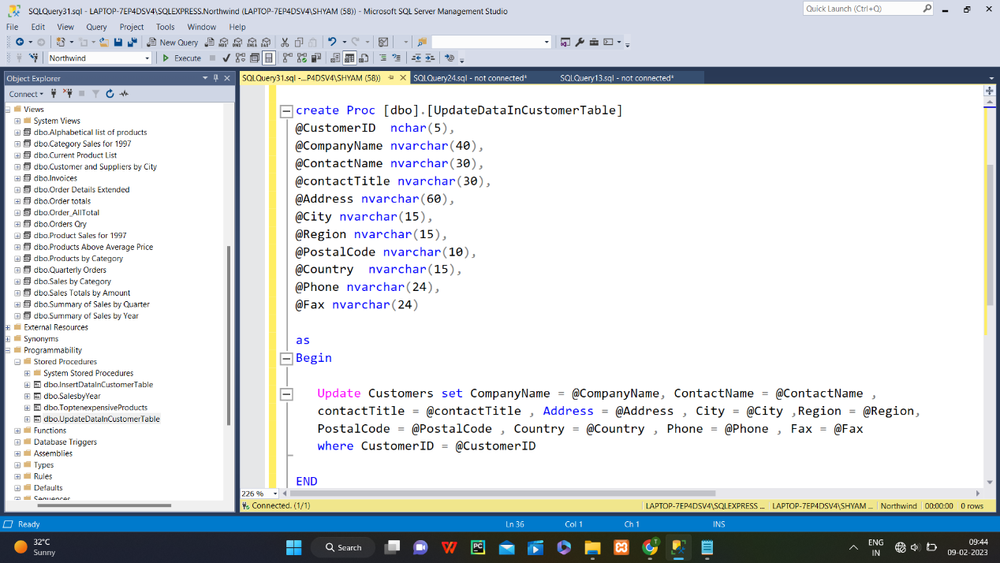 SQLQuery31.sql - LAPTOP-7EP4DSV4\SQLEXPRESS.Northwind (LAPTOP-7EP4DSV4\SHYAM (58)) - Microsoft SQL Server Management Studio
Quick Launch (Ctrl+Q)
File Edit View Query Project Tools Window Help
New Query
Northwind
Execute
Object Explorer
Connect
Views
System Views
dbo.Alphabetical list of products
dbo.Category Sales for 1997
dbo.Current Product List
dbo.Customer and Suppliers by City
dbo.Invoices
dbo.Order Details Extended
dbo.Order totals
dbo.Order_AllTotal
dbo.Orders Qry
dbo.Product Sales for 1997
dbo.Products Above Average Price
dbo.Products by Category
dbo.Quarterly Orders
dbo.Sales by Category
dbo.Sales Totals by Amount
dbo.Summary of Sales by Quarter
dbo.Summary of Sales by Year
External Resources
Synonyms
Programmability
Stored Procedures
System Stored Procedures
dbo.InsertDataInCustomerTable
dbo.SalesbyYear
dbo.ToptenexpensiveProducts
dbo.UpdateDataInCustomerTable
Functions
Database Triggers
Assemblies
Types
Rules
Defaults
Sequences
SQLQuery31.sql -...P4DSV4\SHYAM (58)) SQLQuery24.sql - not connected* SQLQuery13.sql - not connected*
create Proc [dbo].[UpdateDataInCustomerTable]
@CustomerID  nchar(5),
@CompanyName nvarchar(40),
@ContactName nvarchar(30),
@contactTitle nvarchar(30),
@Address nvarchar(60),
@City nvarchar(15),
@Region nvarchar(15),
@PostalCode nvarchar(10),
@Country  nvarchar(15),
@Phone nvarchar(24),
@Fax nvarchar(24)
as
Begin
Update Customers set CompanyName = @CompanyName, ContactName = @ContactName ,
contactTitle = @contactTitle , Address = @Address , City = @City ,Region = @Region,
PostalCode = @PostalCode , Country = @Country , Phone = @Phone , Fax = @Fax
where CustomerID = @CustomerID
END
226 %
Connected. (1/1) LAPTOP-7EP4DSV4\SQLEXPRESS ... LAPTOP-7EP4DSV4\SHYAM ... Northwind 00:00:00 0 rows
Ready Ln 36 Col 1 Ch 1 INS
32°C
Sunny
Search
ENG
IN
09:44
09-02-2023